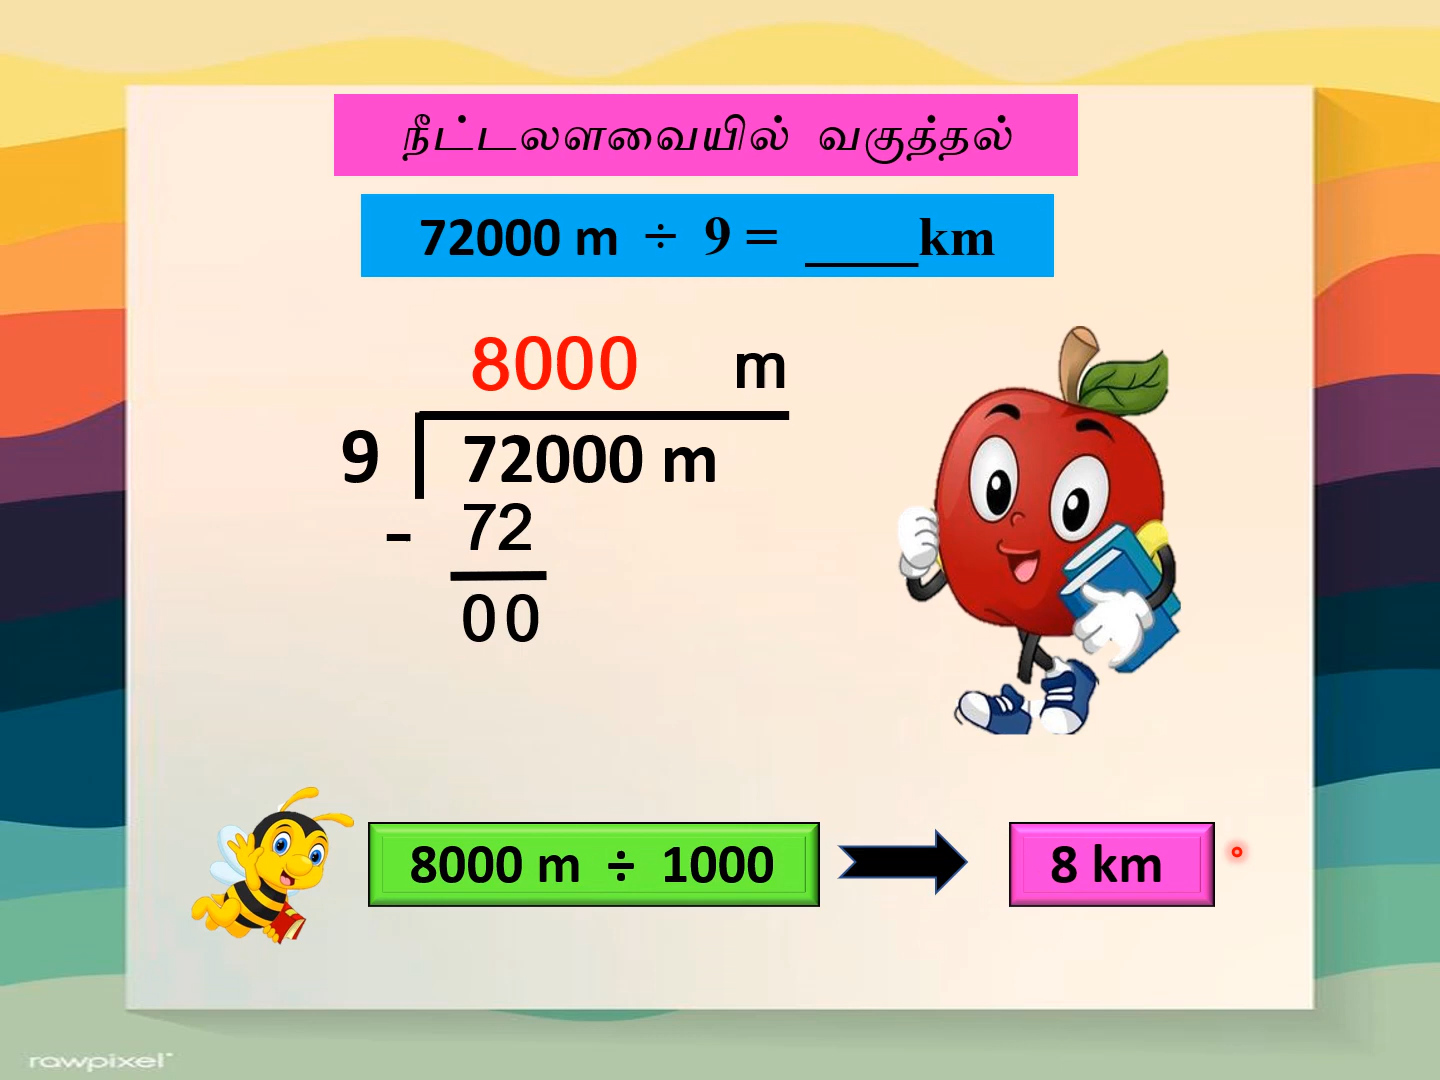 நீட்டலளவையில் வகுத்தல்
72000 m ÷ 9 = ____km
8000 m
9 72000 m
- 72
00
8000 m ÷ 1000 8 km
rawpixel